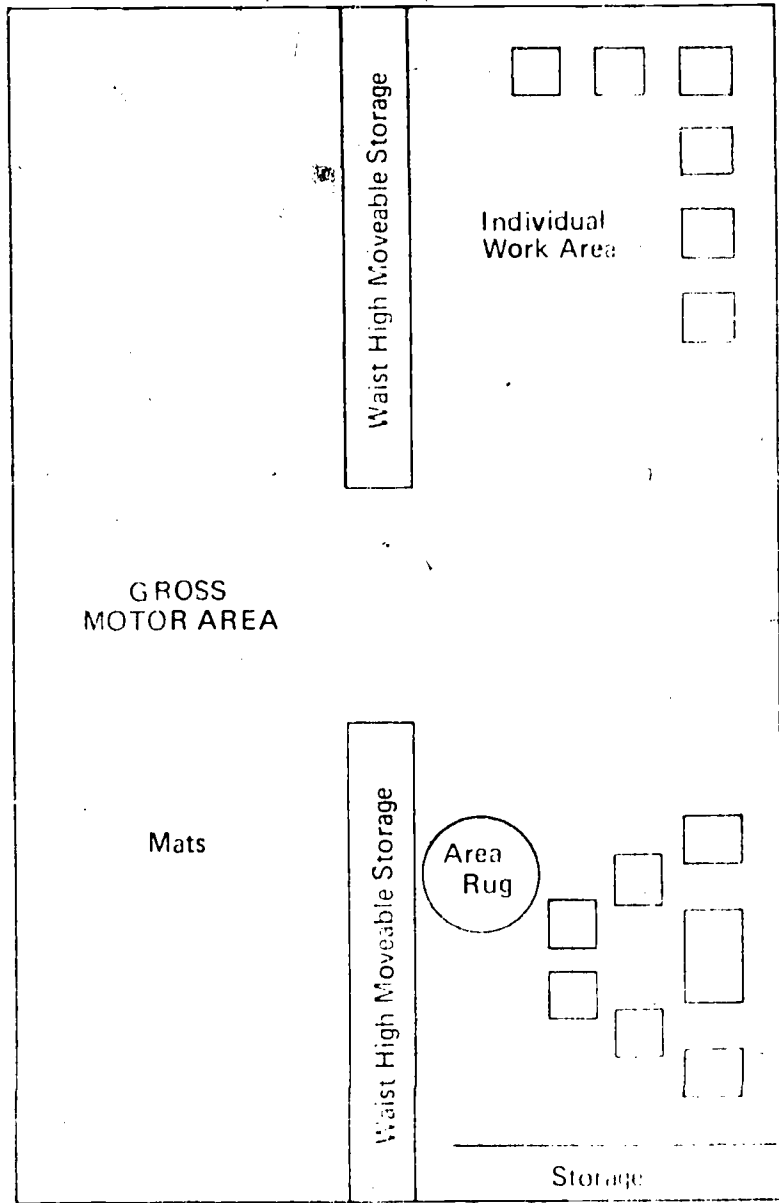 Waist High Moveable Storage
Individual
Work Area
GROSS
MOTOR AREA
Mats
Waist High Moveable Storage
Area
Rug
Storage